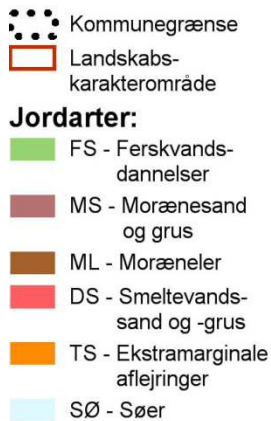 Kommunegrænse
Landskabs-
karakterområde
Jordarter:
FS - Ferskvands-
dannelser
MS - Morænesand
og grus
ML - Moræneler
DS - Smeltevands-
sand og -grus
TS - Ekstramarginale
aflejringer
SØ - Søer